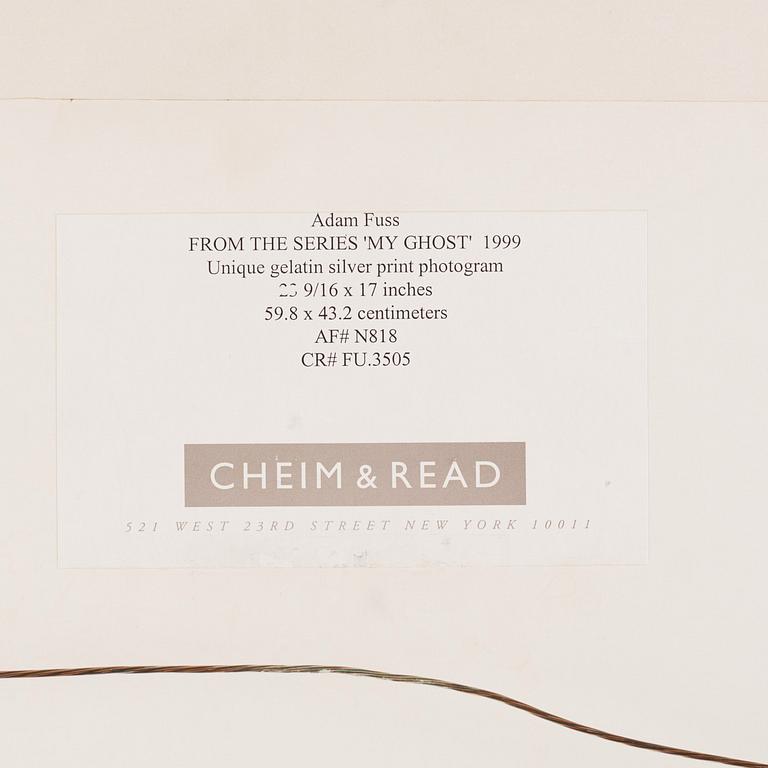 Adam Fuss
FROM THE SERIES 'MY GHOST' 1999
Unique gelatin silver print photogram
23 9/16 x 17 inches
59.8 x 43.2 centimeters
AF# N818
CR# FU.3505
CHEIM & READ
521 WEST 23RD STREET NEW YORK 10011